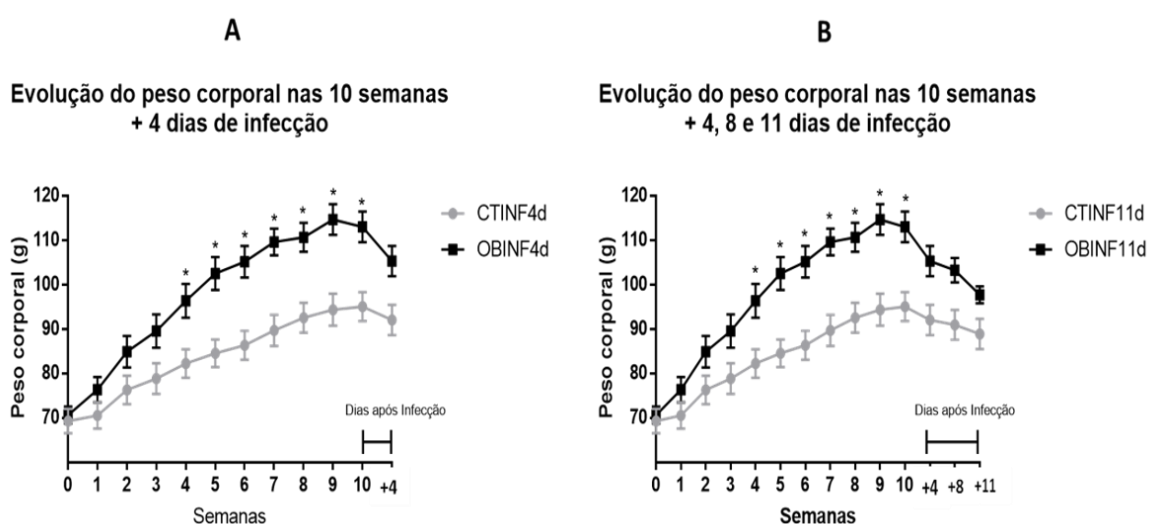 A
Evolução do peso corporal nas 10 semanas
+ 4 dias de infecção
Peso corporal (g)
120
110
100
90
80
70
* * * * * * *
CTINF4d
OBINF4d
Dias após Infecção
0 1 2 3 4 5 6 7 8 9 10 +4
Semanas
B
Evolução do peso corporal nas 10 semanas
+ 4, 8 e 11 dias de infecção
Peso corporal (g)
120
110
100
90
80
70
* * * * * * *
CTINF11d
OBINF11d
Dias após Infecção
0 1 2 3 4 5 6 7 8 9 10 +4 +8 +11
Semanas